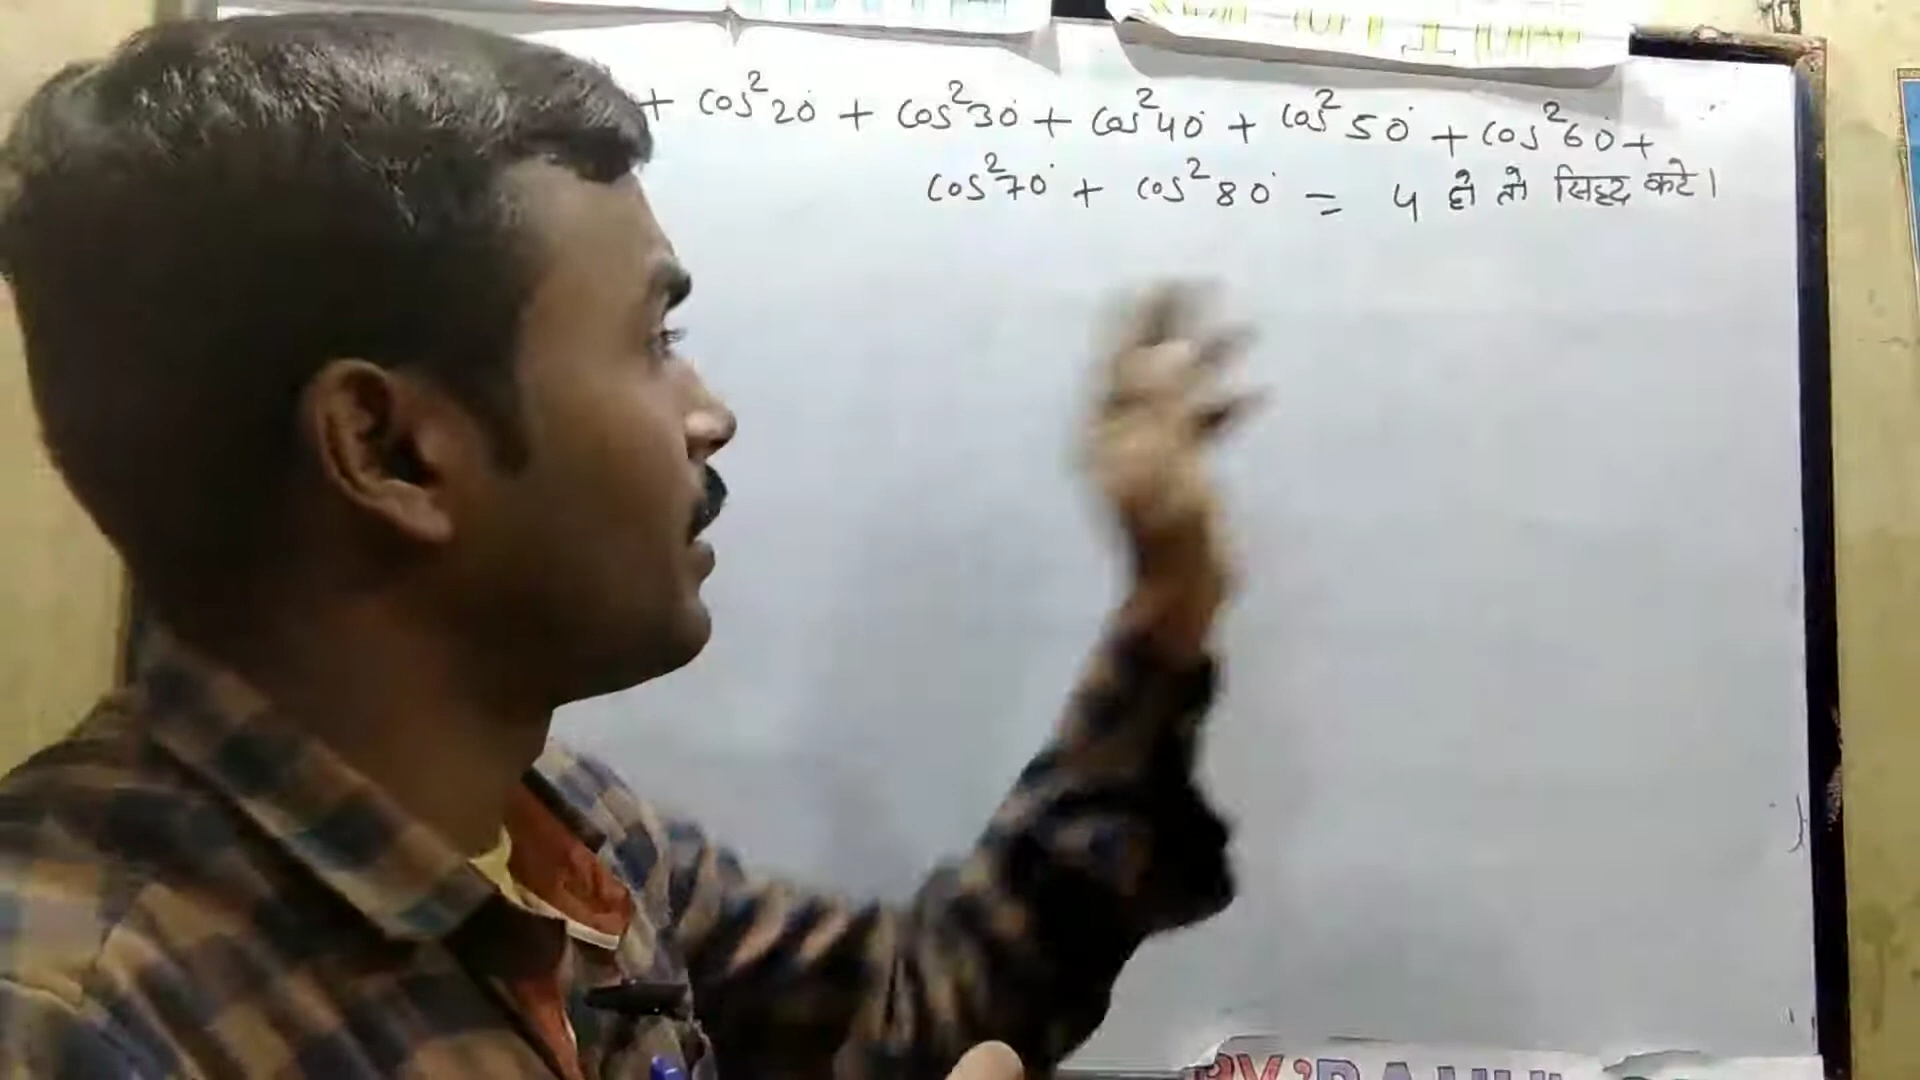 + cos²20° + cos²30° + cos²40° + cos²50° + cos²60° +
cos²70° + cos²80° = 4 हो तो सिद्ध करे।